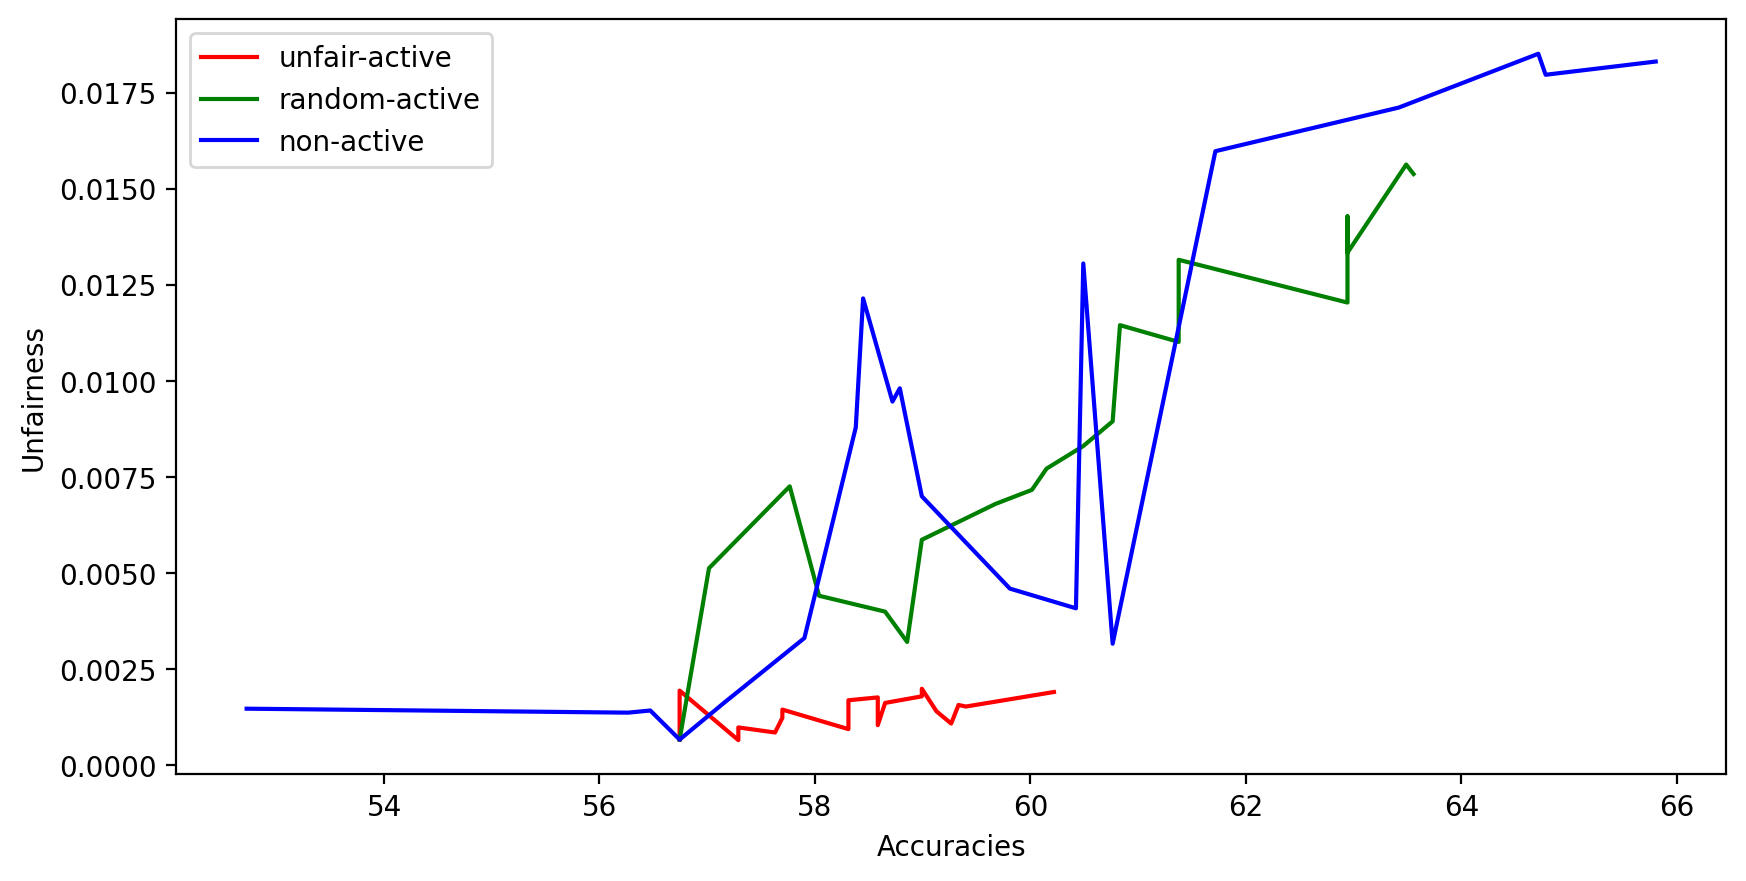 unfair-active
random-active
non-active
0.0175
0.0150
0.0125
0.0100
0.0075
0.0050
0.0025
0.0000
Unfairness
54 56 58 60 62 64 66
Accuracies